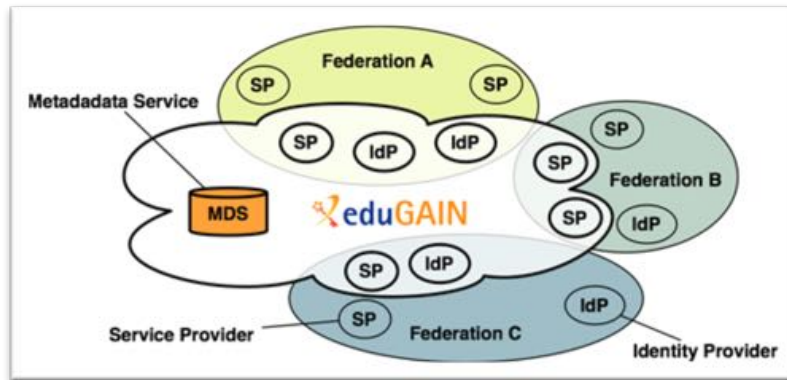 Federation A
SP
SP
Metadadata Service
SP
IdP
IdP
SP
SP
Federation B
MDS
eduGAIN
SP
IdP
SP
IdP
SP
IdP
Service Provider
Federation C
Identity Provider